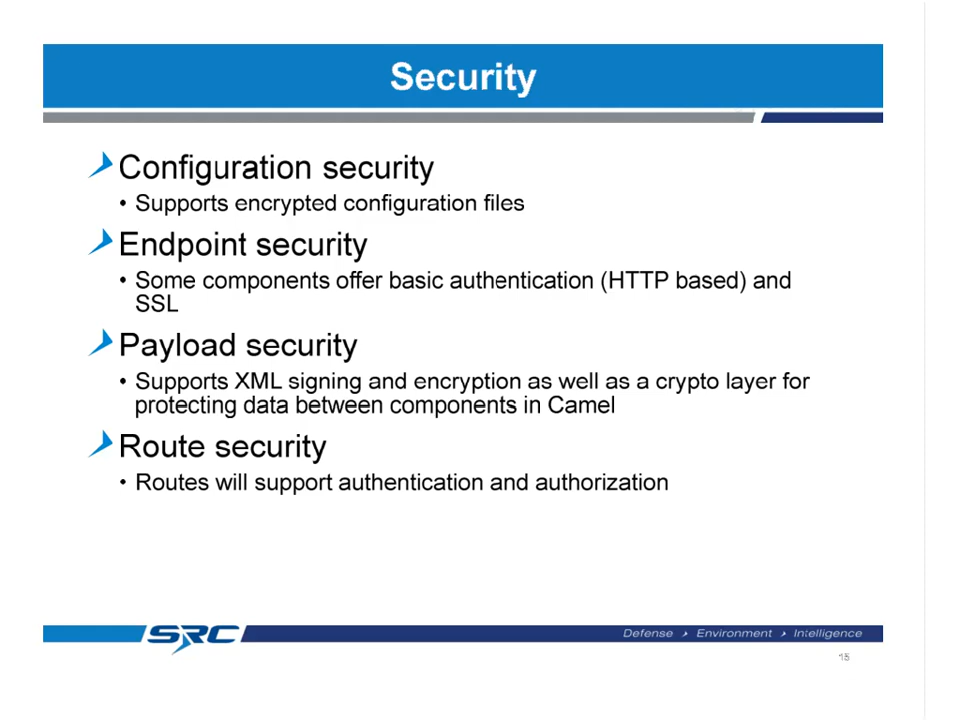 Security
Configuration security
• Supports encrypted configuration files
Endpoint security
• Some components offer basic authentication (HTTP based) and
SSL
Payload security
• Supports XML signing and encryption as well as a crypto layer for
protecting data between components in Camel
Route security
• Routes will support authentication and authorization
SRC
Defense Environment Intelligence
15